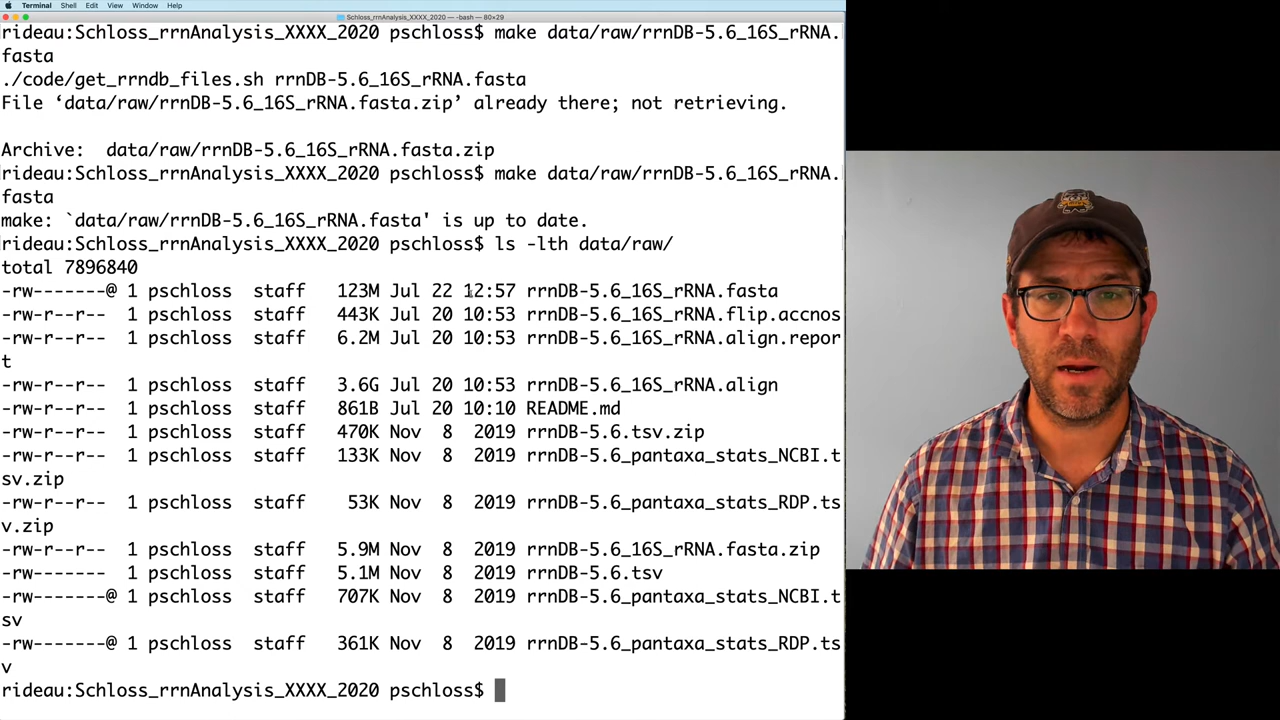 Terminal Shell Edit View Window Help
Schloss_rrnAnalysis_XXXX_2020 — -bash — 80×29
rideau:Schloss_rrnAnalysis_XXXX_2020 pschloss$ make data/raw/rrnDB-5.6_16S_rRNA.
fasta
./code/get_rrndb_files.sh rrnDB-5.6_16S_rRNA.fasta
File ‘data/raw/rrnDB-5.6_16S_rRNA.fasta.zip’ already there; not retrieving.
Archive:  data/raw/rrnDB-5.6_16S_rRNA.fasta.zip
rideau:Schloss_rrnAnalysis_XXXX_2020 pschloss$ make data/raw/rrnDB-5.6_16S_rRNA.
fasta
make: `data/raw/rrnDB-5.6_16S_rRNA.fasta' is up to date.
rideau:Schloss_rrnAnalysis_XXXX_2020 pschloss$ ls -lth data/raw/
total 7896840
-rw-------@ 1 pschloss  staff   123M Jul 22 12:57 rrnDB-5.6_16S_rRNA.fasta
-rw-r--r--  1 pschloss  staff   443K Jul 20 10:53 rrnDB-5.6_16S_rRNA.flip.accnos
-rw-r--r--  1 pschloss  staff   6.2M Jul 20 10:53 rrnDB-5.6_16S_rRNA.align.repor
t
-rw-r--r--  1 pschloss  staff   3.6G Jul 20 10:53 rrnDB-5.6_16S_rRNA.align
-rw-r--r--  1 pschloss  staff   861B Jul 20 10:10 README.md
-rw-r--r--  1 pschloss  staff   470K Nov  8  2019 rrnDB-5.6.tsv.zip
-rw-r--r--  1 pschloss  staff   133K Nov  8  2019 rrnDB-5.6_pantaxa_stats_NCBI.t
sv.zip
-rw-r--r--  1 pschloss  staff    53K Nov  8  2019 rrnDB-5.6_pantaxa_stats_RDP.ts
v.zip
-rw-r--r--  1 pschloss  staff   5.9M Nov  8  2019 rrnDB-5.6_16S_rRNA.fasta.zip
-rw-------  1 pschloss  staff   5.1M Nov  8  2019 rrnDB-5.6.tsv
-rw-------@ 1 pschloss  staff   707K Nov  8  2019 rrnDB-5.6_pantaxa_stats_NCBI.t
sv
-rw-------@ 1 pschloss  staff   361K Nov  8  2019 rrnDB-5.6_pantaxa_stats_RDP.ts
v
rideau:Schloss_rrnAnalysis_XXXX_2020 pschloss$